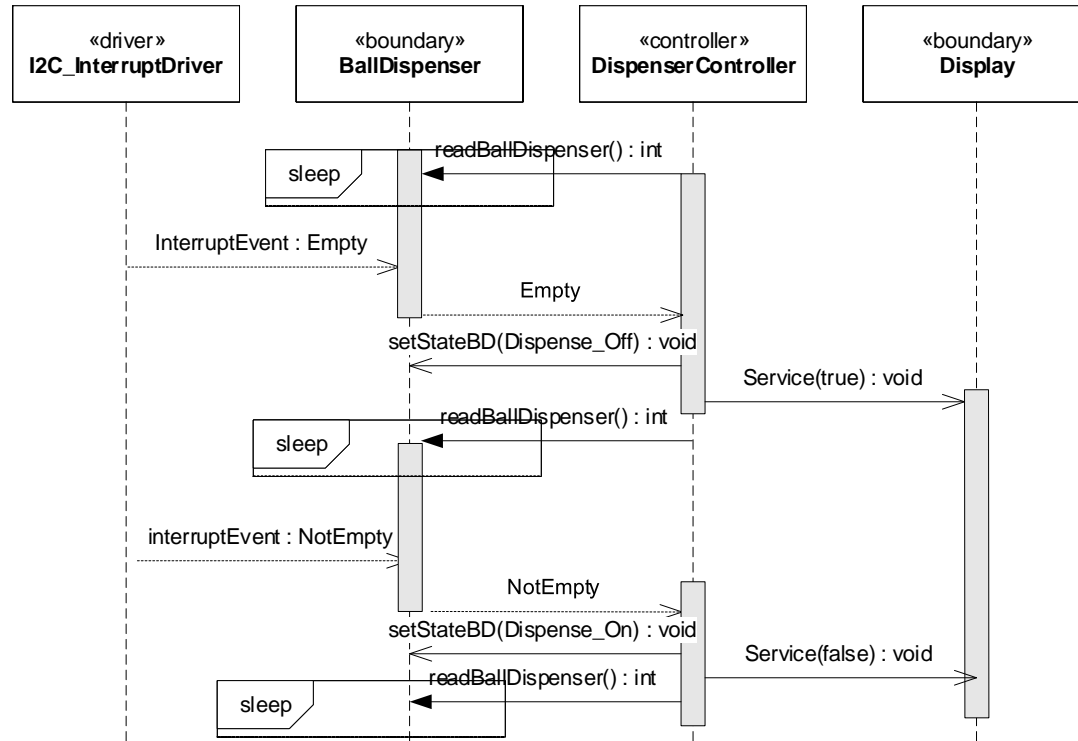 «driver»
I2C_InterruptDriver
«boundary»
BallDispenser
«controller»
DispenserController
«boundary»
Display
readBallDispenser() : int
sleep
InterruptEvent : Empty
Empty
setStateBD(Dispense_Off) : void
Service(true) : void
readBallDispenser() : int
sleep
interruptEvent : NotEmpty
NotEmpty
setStateBD(Dispense_On) : void
Service(false) : void
readBallDispenser() : int
sleep